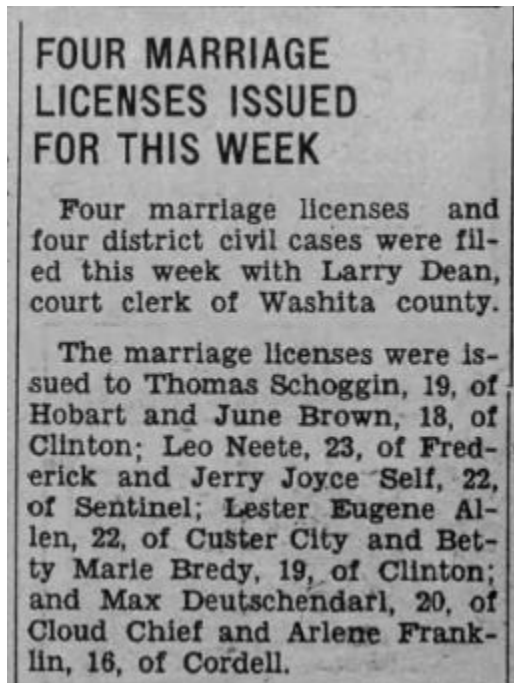 FOUR MARRIAGE
LICENSES ISSUED
FOR THIS WEEK
Four marriage licenses and
four district civil cases were fil-
ed this week with Larry Dean,
court clerk of Washita county.
The marriage licenses were is-
sued to Thomas Schoggin, 19, of
Hobart and June Brown, 18, of
Clinton; Leo Neete, 23, of Fred-
erick and Jerry Joyce Self, 22,
of Sentinel; Lester Eugene Al-
len, 22, of Custer City and Bet-
ty Marie Bredy, 19, of Clinton;
and Max Deutschendarl, 20, of
Cloud Chief and Arlene Frank-
lin, 16, of Cordell.